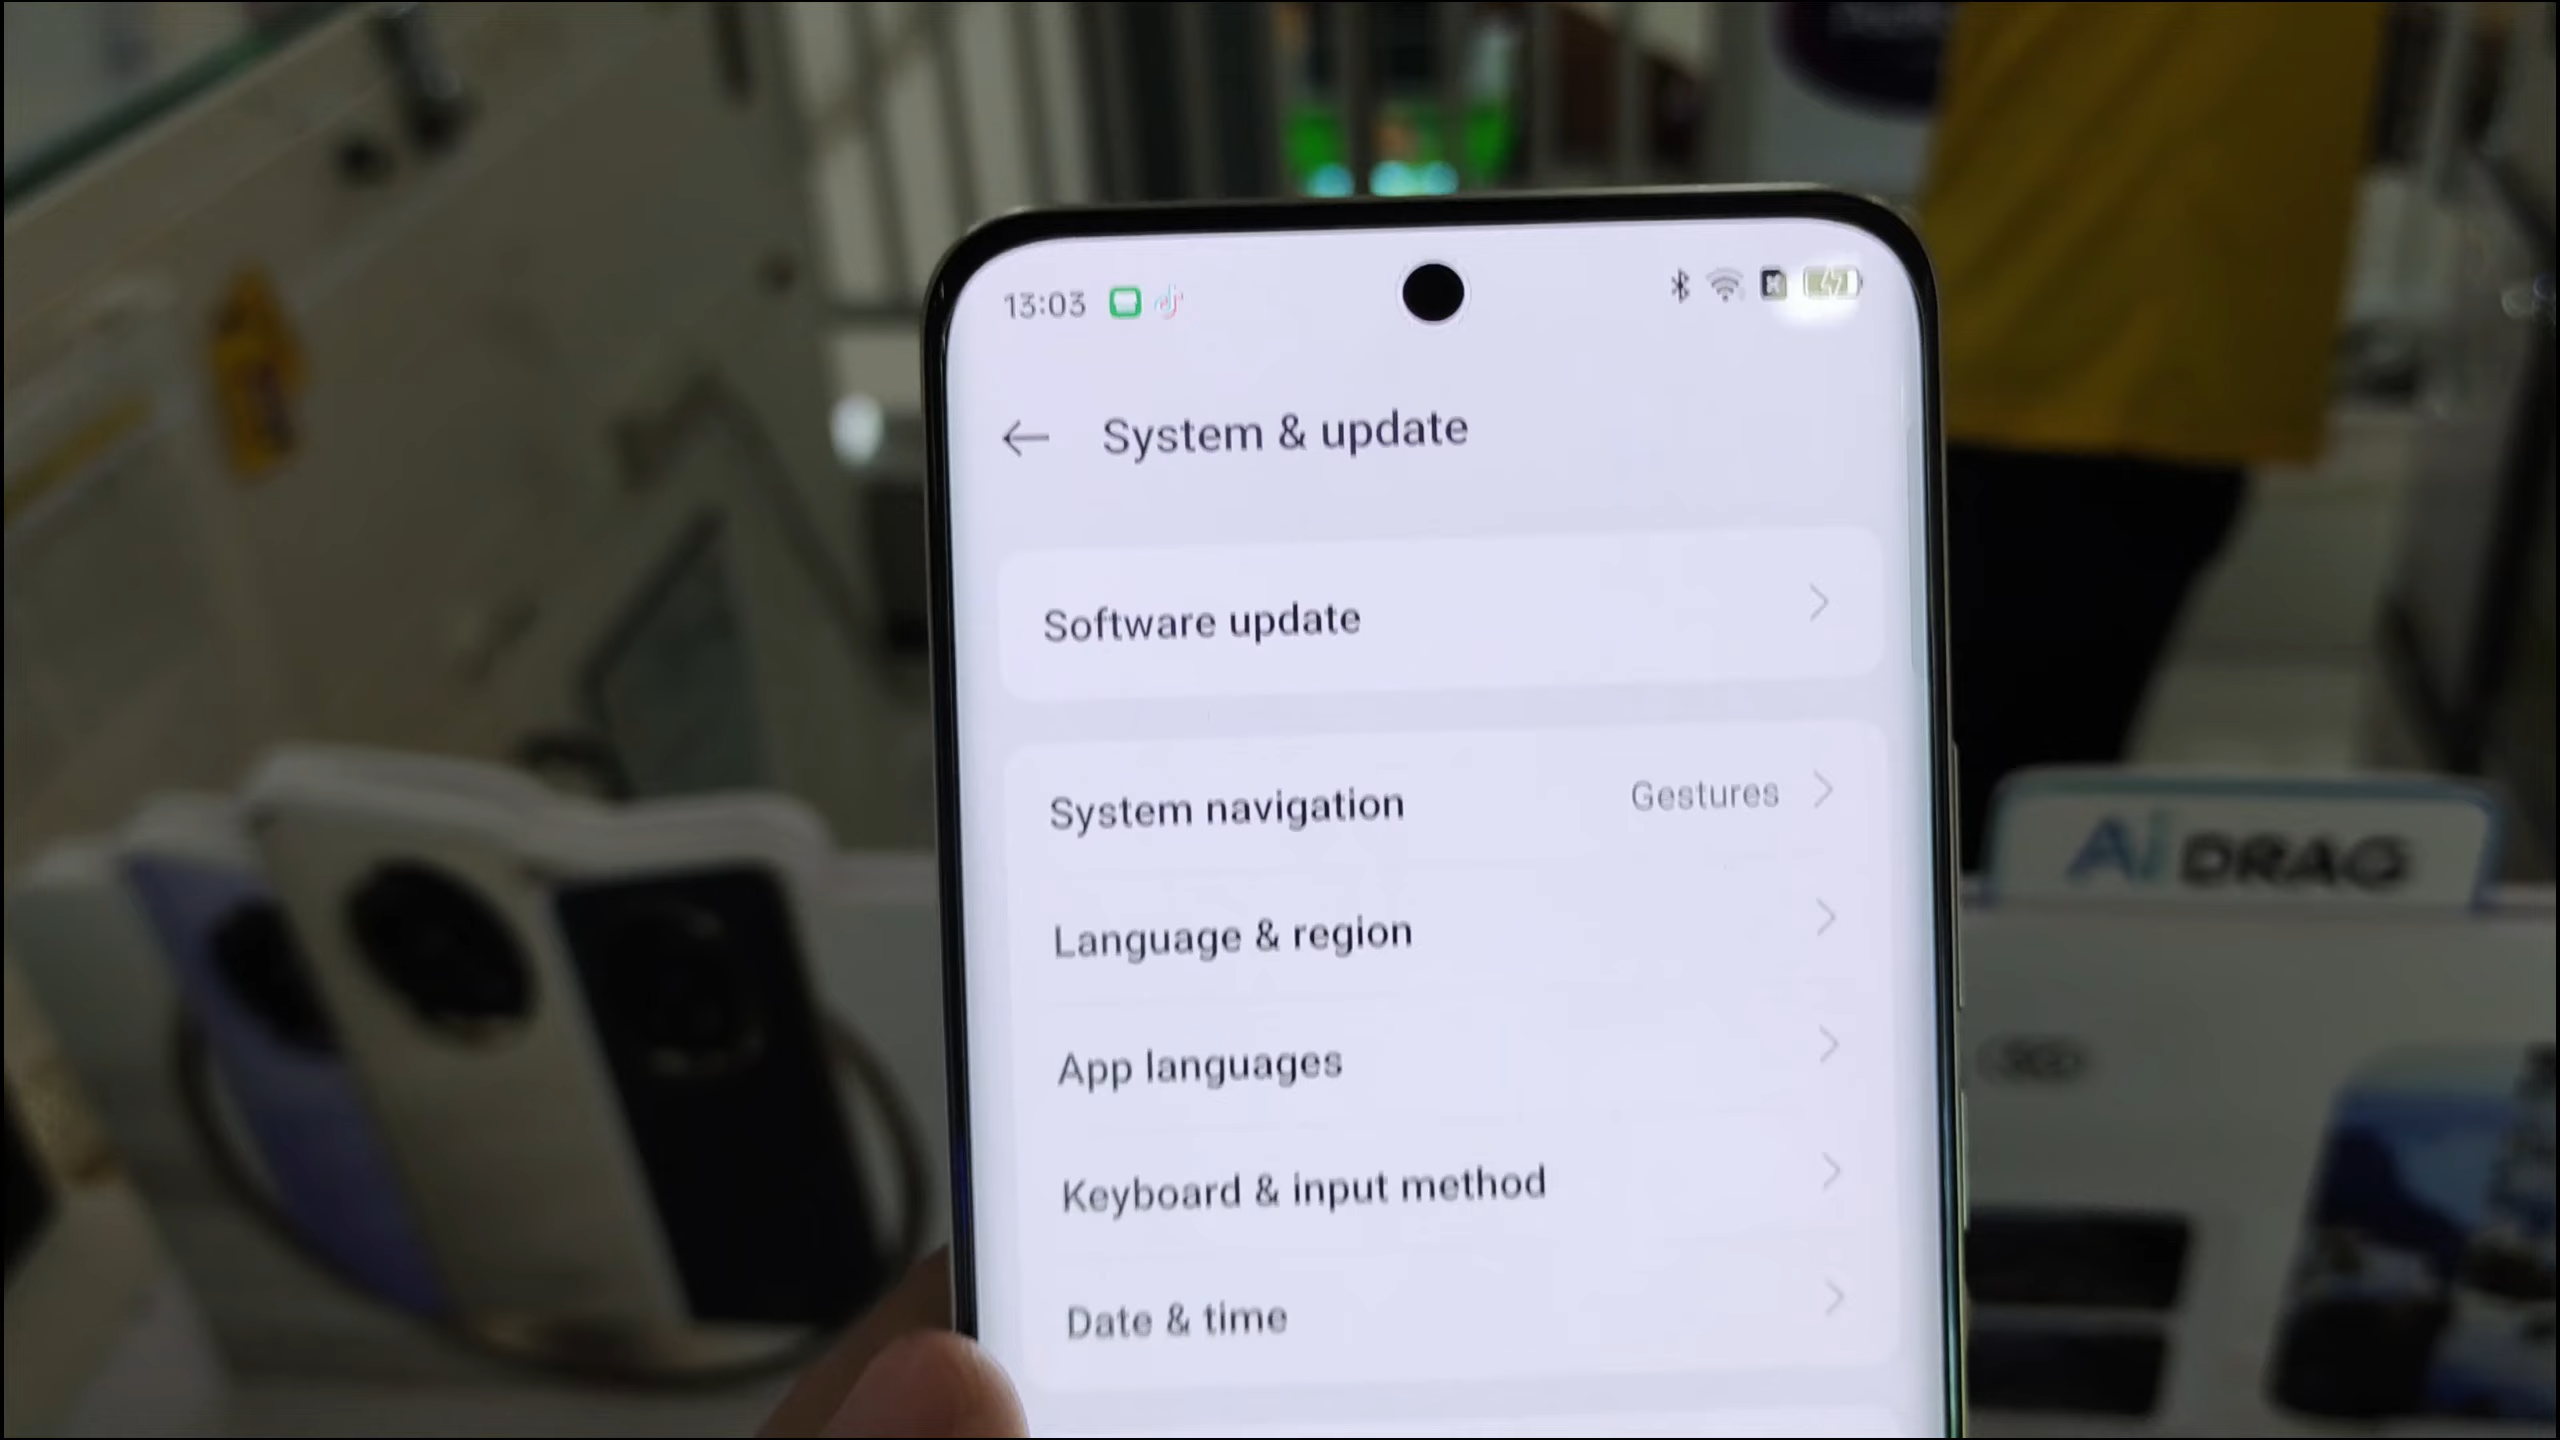 13:03
System & update
Software update
System navigation Gestures
Language & region
App languages
Keyboard & input method
Date & time
Ai DRAG